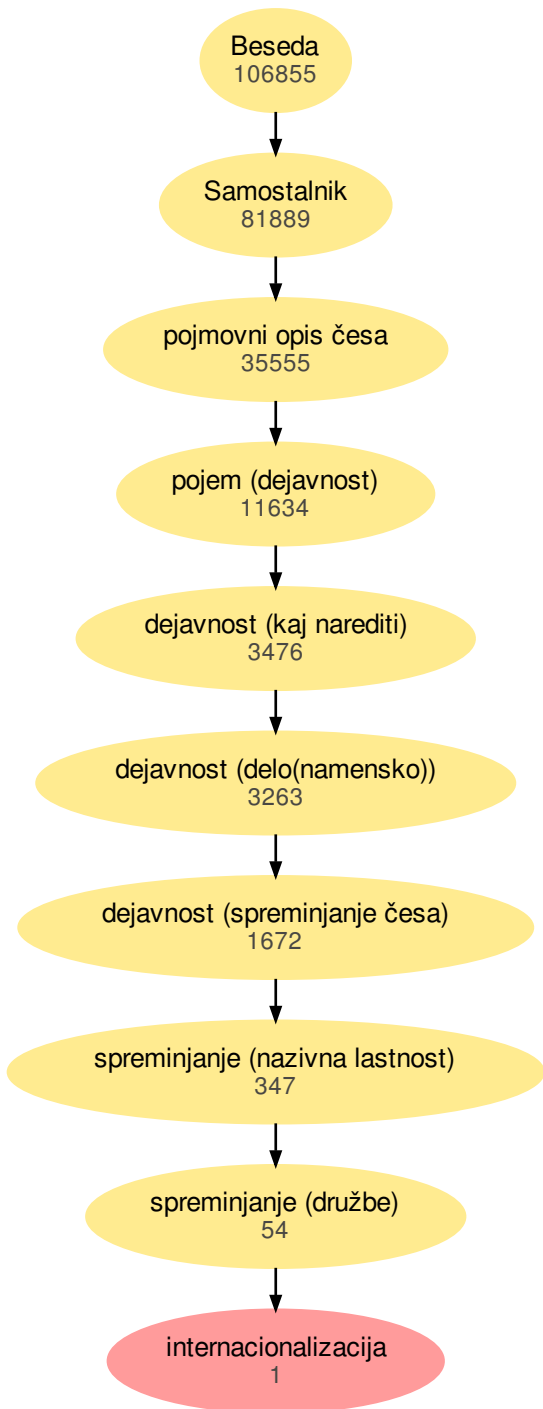 Beseda
106855
Samostalnik
81889
pojmovni opis česa
35555
pojem (dejavnost)
11634
dejavnost (kaj narediti)
3476
dejavnost (delo(namensko))
3263
dejavnost (spreminjanje česa)
1672
spreminjanje (nazivna lastnost)
347
spreminjanje (družbe)
54
internacionalizacija
1